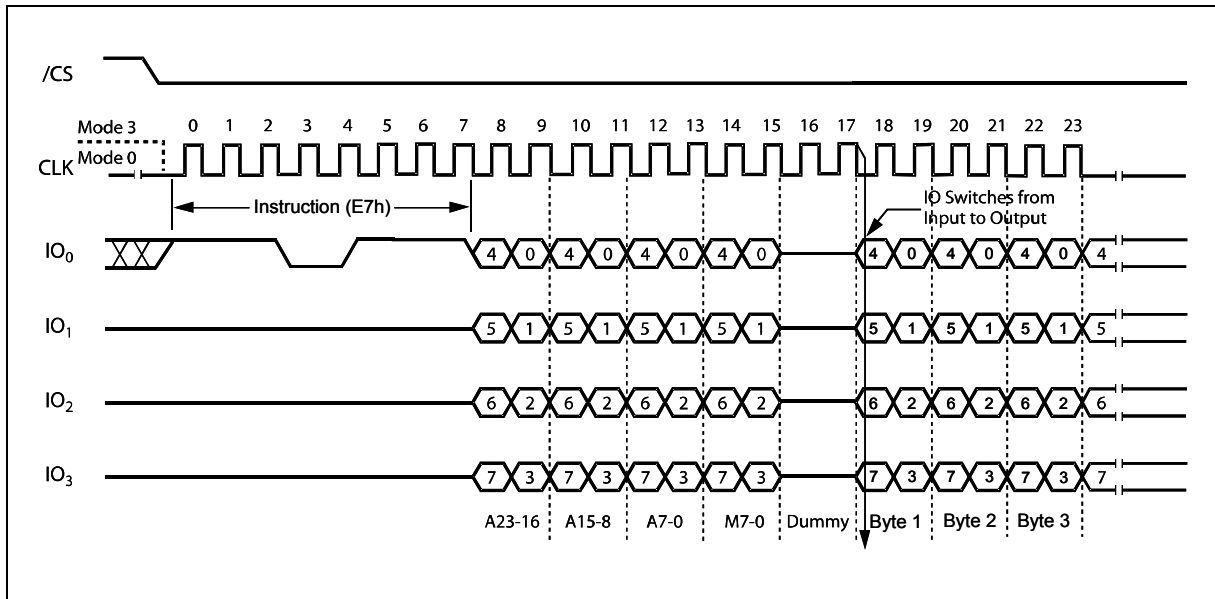 /CS
Mode 3
0 1 2 3 4 5 6 7 8 9 10 11 12 13 14 15 16 17 18 19 20 21 22 23
CLK
Mode 0
Instruction (E7h)
IO Switches from
Input to Output
IO0
4 0 4 0 4 0 4 0 4 0 4 0 4 0 4
IO1
5 1 5 1 5 1 5 1 5 1 5 1 5 1 5
IO2
6 2 6 2 6 2 6 2 6 2 6 2 6 2 6
IO3
7 3 7 3 7 3 7 3 7 3 7 3 7 3 7
A23-16 A15-8 A7-0 M7-0 Dummy Byte 1 Byte 2 Byte 3